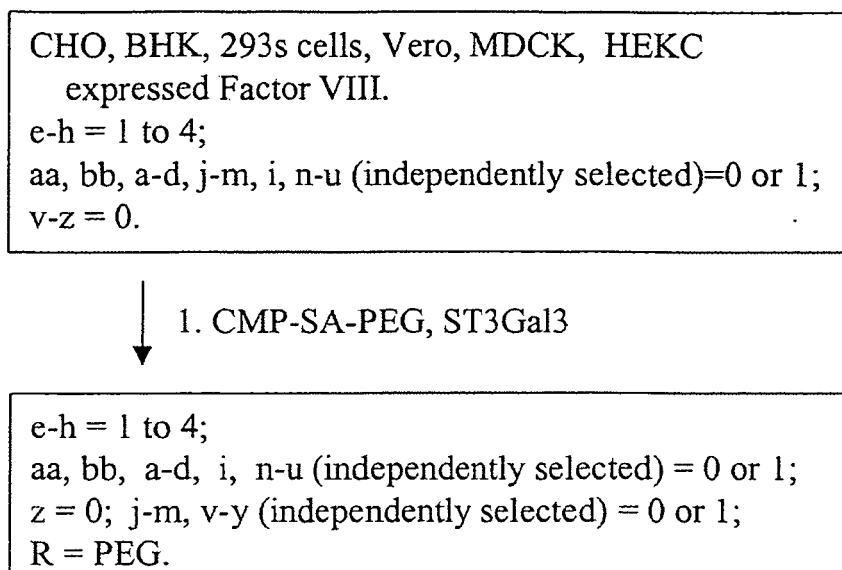 CHO, BHK, 293s cells, Vero, MDCK, HEKC
expressed Factor VIII.
e-h = 1 to 4;
aa, bb, a-d, j-m, i, n-u (independently selected)=0 or 1;
v-z = 0.
1. CMP-SA-PEG, ST3Gal3
e-h = 1 to 4;
aa, bb, a-d, i, n-u (independently selected) = 0 or 1;
z = 0; j-m, v-y (independently selected) = 0 or 1;
R = PEG.